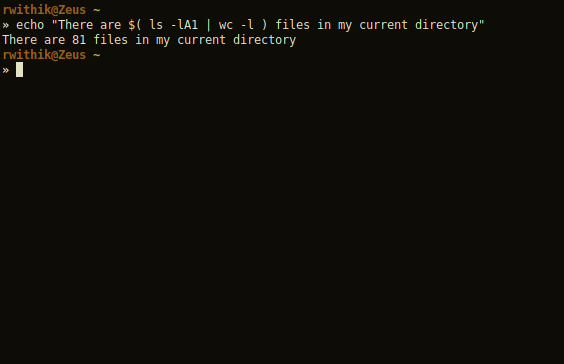 rwithik@Zeus ~
» echo "There are $( ls -lA1 | wc -l ) files in my current directory"
There are 81 files in my current directory
rwithik@Zeus ~
»